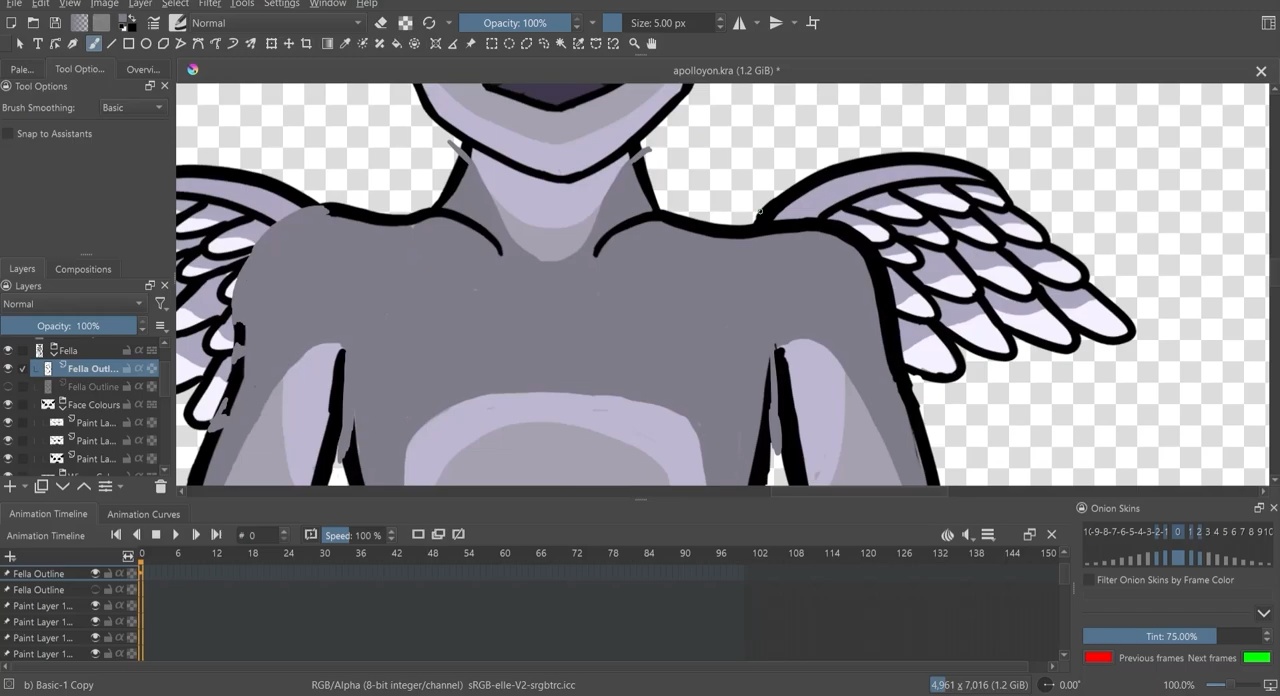 File Edit View Image Layer Select Filter Tools Settings Window Help
Normal
Opacity: 100%
Size: 5.00 px
Pale...
Tool Optio...
Overvi...
apolloyon.kra (1.2 GiB) *
Tool Options
Brush Smoothing:
Basic
Snap to Assistants
Layers
Compositions
Layers
Normal
Opacity: 100%
Fella
Fella Outl...
Fella Outline
Face Colours
Paint La...
Paint La...
Paint La...
Animation Timeline
Animation Curves
Onion Skins
Animation Timeline
# 0
Speed: 100 %
0 6 12 18 24 30 36 42 48 54 60 66 72 78 84 90 96 102 108 114 120 126 132 138 144 150
Fella Outline
Fella Outline
Paint Layer 1...
Paint Layer 1...
Paint Layer 1...
Paint Layer 1...
Filter Onion Skins by Frame Color
Tint: 75.00%
Previous frames
Next frames
b) Basic-1 Copy
RGB/Alpha (8-bit integer/channel) sRGB-elle-V2-srgbtrc.icc
4,961 x 7,016 (1.2 GiB)
0.00°
100.0%